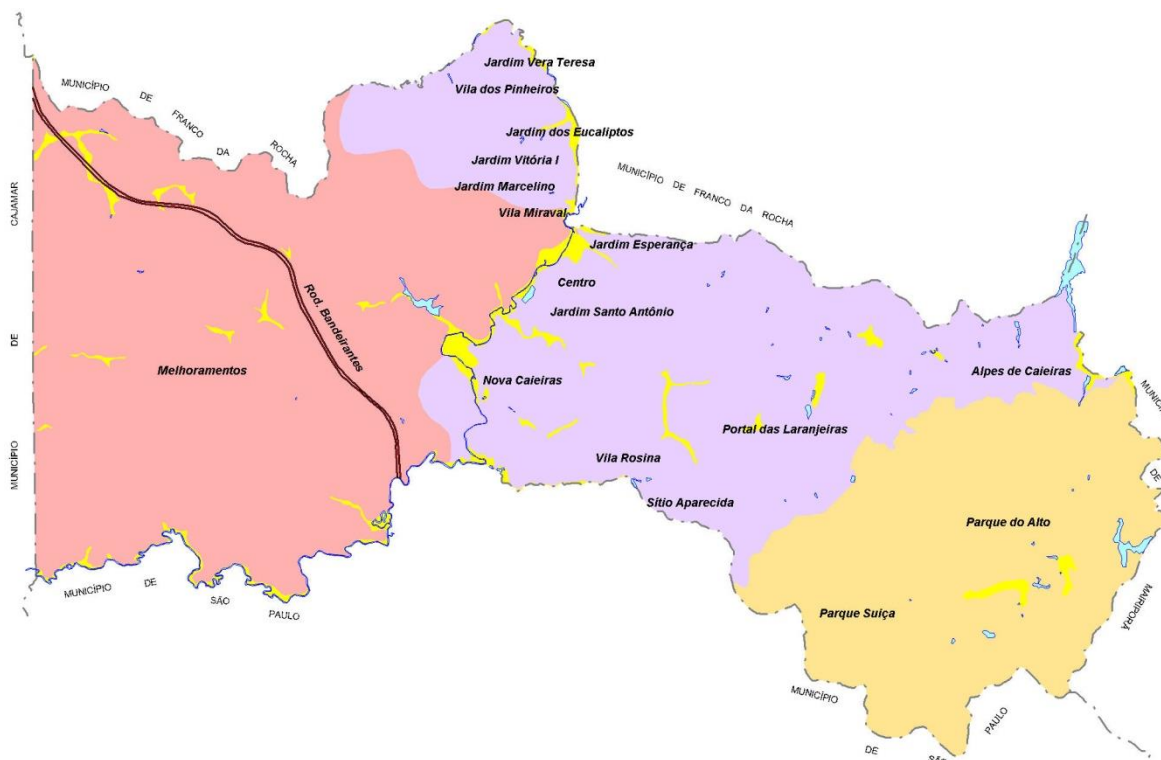 Jardim Vera Teresa
MUNICÍPIO DE FRANCO DA ROCHA
Vila dos Pinheiros
Jardim dos Eucaliptos
Jardim Vitória I
MUNICÍPIO DE FRANCO DA ROCHA
Jardim Marcelino
Vila Miraval
MUNICÍPIO DE CAJAMAR
Jardim Esperança
Centro
Rod. Bandeirantes
Jardim Santo Antônio
Melhoramentos
Nova Caieiras
Alpes de Caieiras
Portal das Laranjeiras
Vila Rosina
Sítio Aparecida
Parque do Alto
MUNICÍPIO DE SÃO PAULO
Parque Suiça
DE MAIRIPORÃ
MUNICÍPIO DE
PAULO